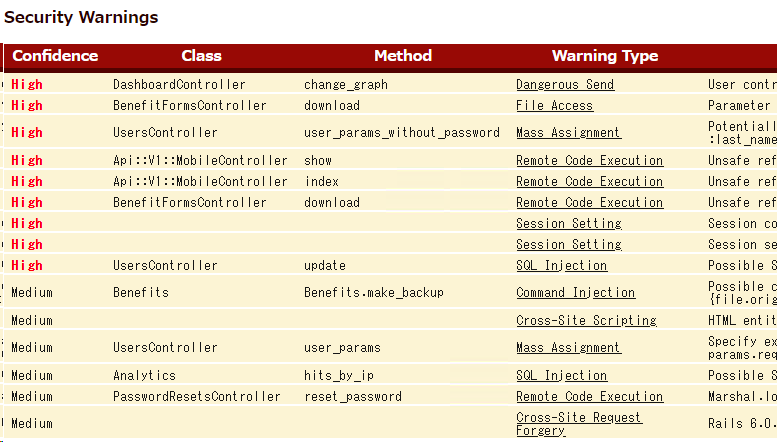 Security Warnings
Confidence Class Method Warning Type
High DashboardController change_graph Dangerous Send User contr
High BenefitFormsController download File Access Parameter
High UsersController user_params_without_password Mass Assignment Potentiall
:last_name
High Api::V1::MobileController show Remote Code Execution Unsafe ref
High Api::V1::MobileController index Remote Code Execution Unsafe ref
High BenefitFormsController download Remote Code Execution Unsafe ref
High Session Setting Session co
High Session Setting Session se
High UsersController update SQL Injection Possible S
Medium Benefits Benefits.make_backup Command Injection Possible c
{file.orig
Medium Cross-Site Scripting HTML entit
Medium UsersController user_params Mass Assignment Specify ex
params.req
Medium Analytics hits_by_ip SQL Injection Possible S
Medium PasswordResetsController reset_password Remote Code Execution Marshal.lo
Medium Cross-Site Request
Forgery Rails 6.0.